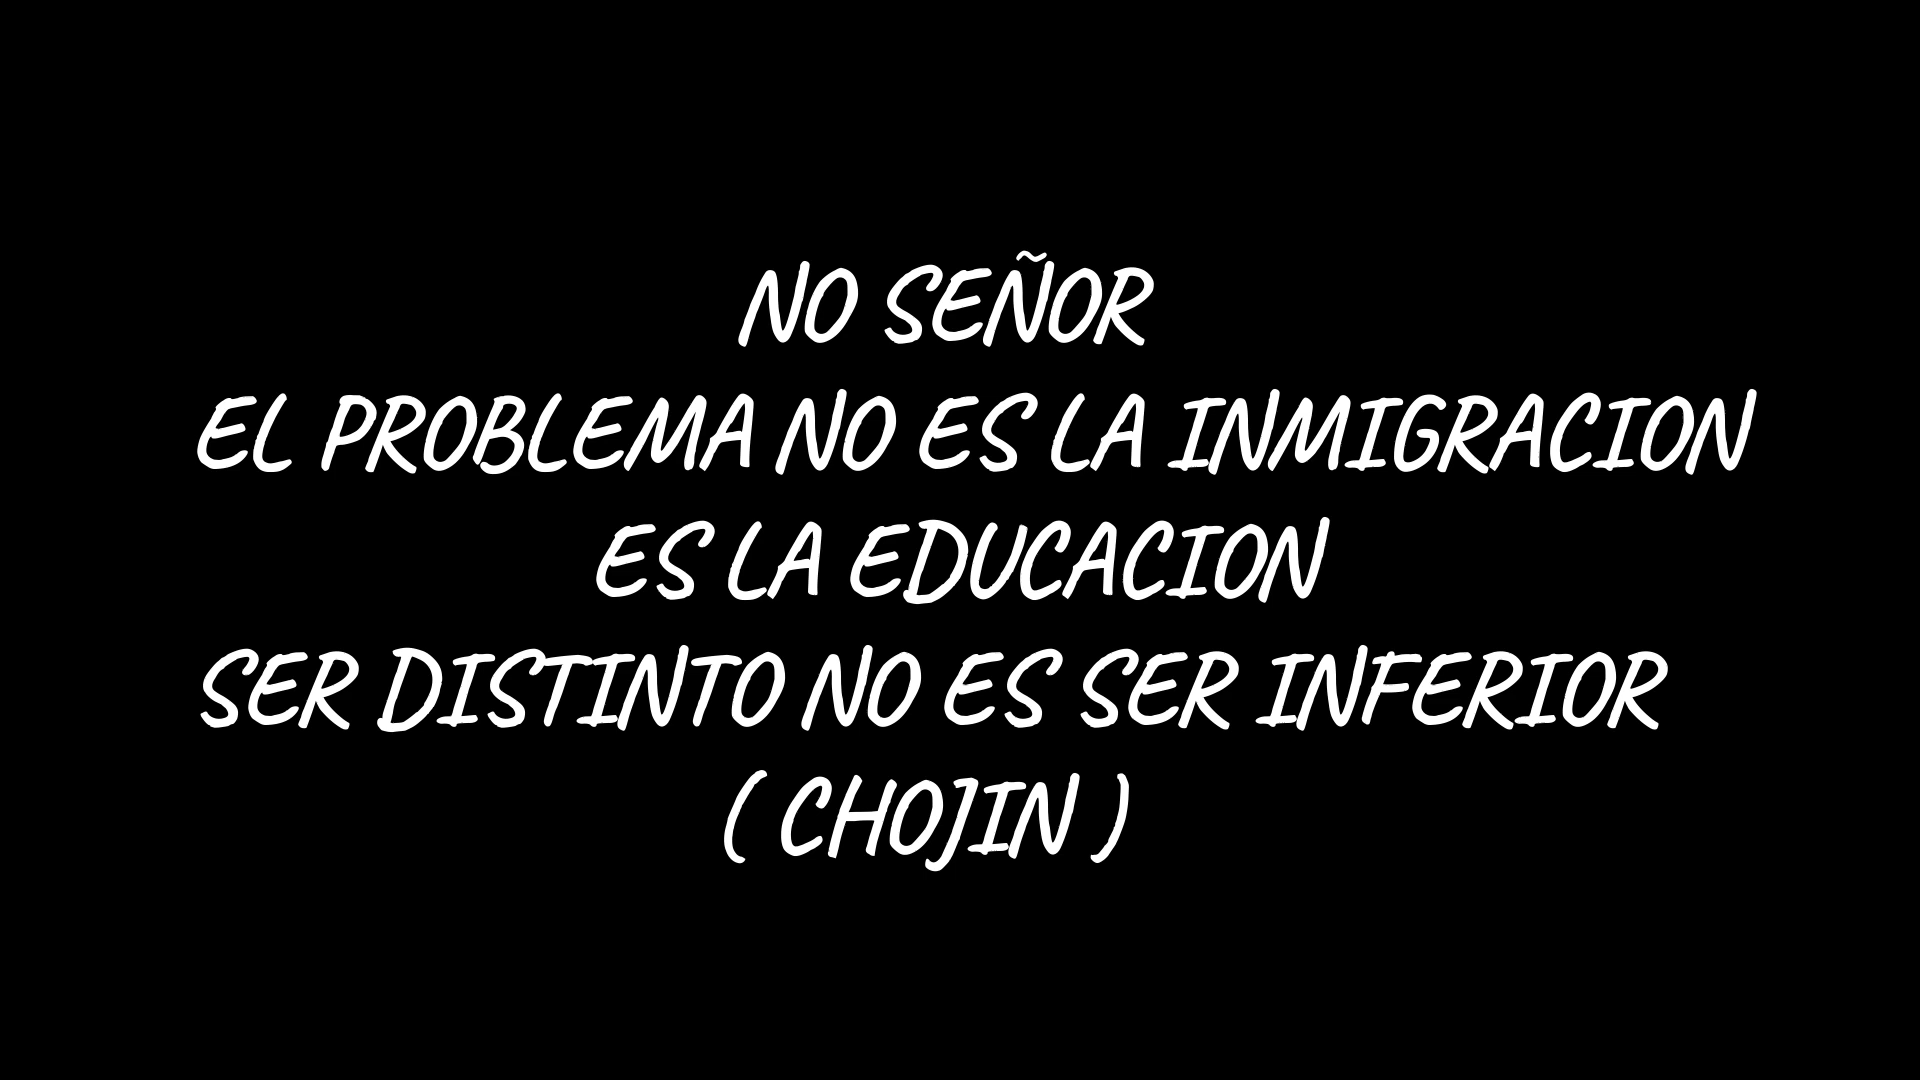 NO SEÑOR
EL PROBLEMA NO ES LA INMIGRACION
ES LA EDUCACION
SER DISTINTO NO ES SER INFERIOR
( CHOJIN )